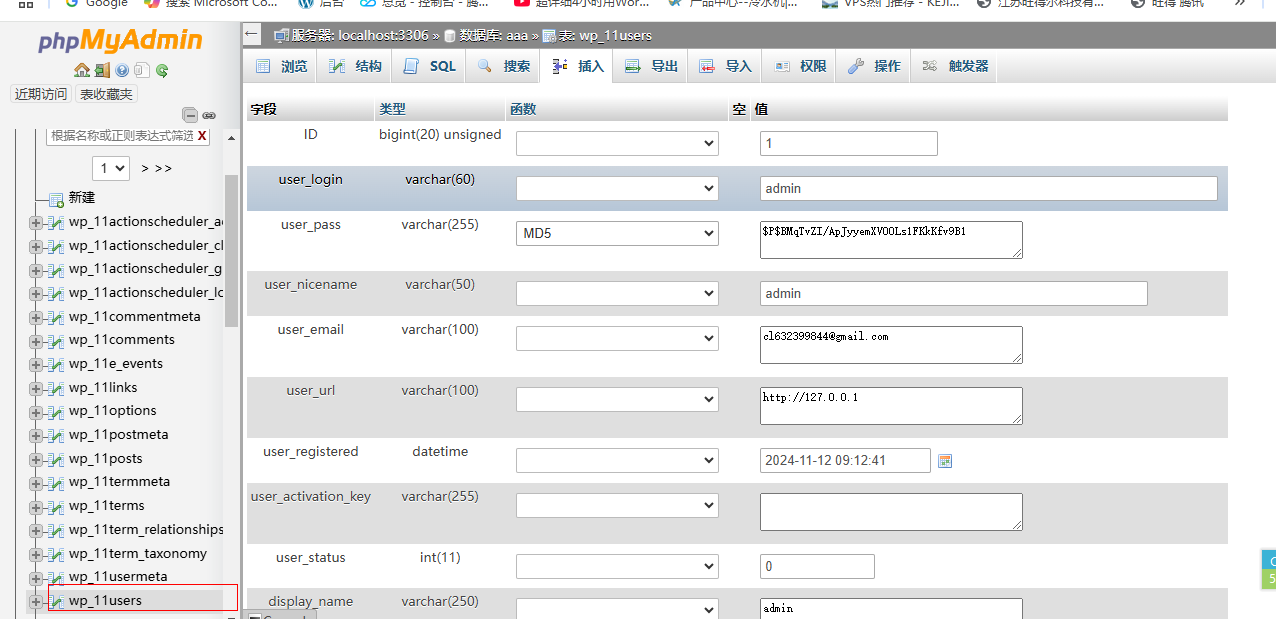 Google
搜索 Microsoft Co...
后台
总览 - 控制台 - 腾...
超详细4小时用Wor...
产品中心--冷水机|...
VPS热门推荐 - KEJI...
江苏旺得水科技有...
旺得 腾讯
phpMyAdmin
服务器: localhost:3306 » 数据库: aaa » 表: wp_11users
浏览 结构 SQL 搜索 插入 导出 导入 权限 操作 触发器
近期访问 表收藏夹
根据名称或正则表达式筛选 X
1 > >>
新建
wp_11actionscheduler_a
wp_11actionscheduler_cl
wp_11actionscheduler_g
wp_11actionscheduler_lo
wp_11commentmeta
wp_11comments
wp_11e_events
wp_11links
wp_11options
wp_11postmeta
wp_11posts
wp_11termmeta
wp_11terms
wp_11term_relationships
wp_11term_taxonomy
wp_11usermeta
wp_11users
字段 类型 函数 空 值
ID bigint(20) unsigned 1
user_login varchar(60) admin
user_pass varchar(255) MD5 $P$BMqTvZI/ApJyyemXVOOLs1FKkKfv9B1
user_nicename varchar(50) admin
user_email varchar(100) cl632399844@gmail.com
user_url varchar(100) http://127.0.0.1
user_registered datetime 2024-11-12 09:12:41
user_activation_key varchar(255)
user_status int(11) 0
display_name varchar(250) admin